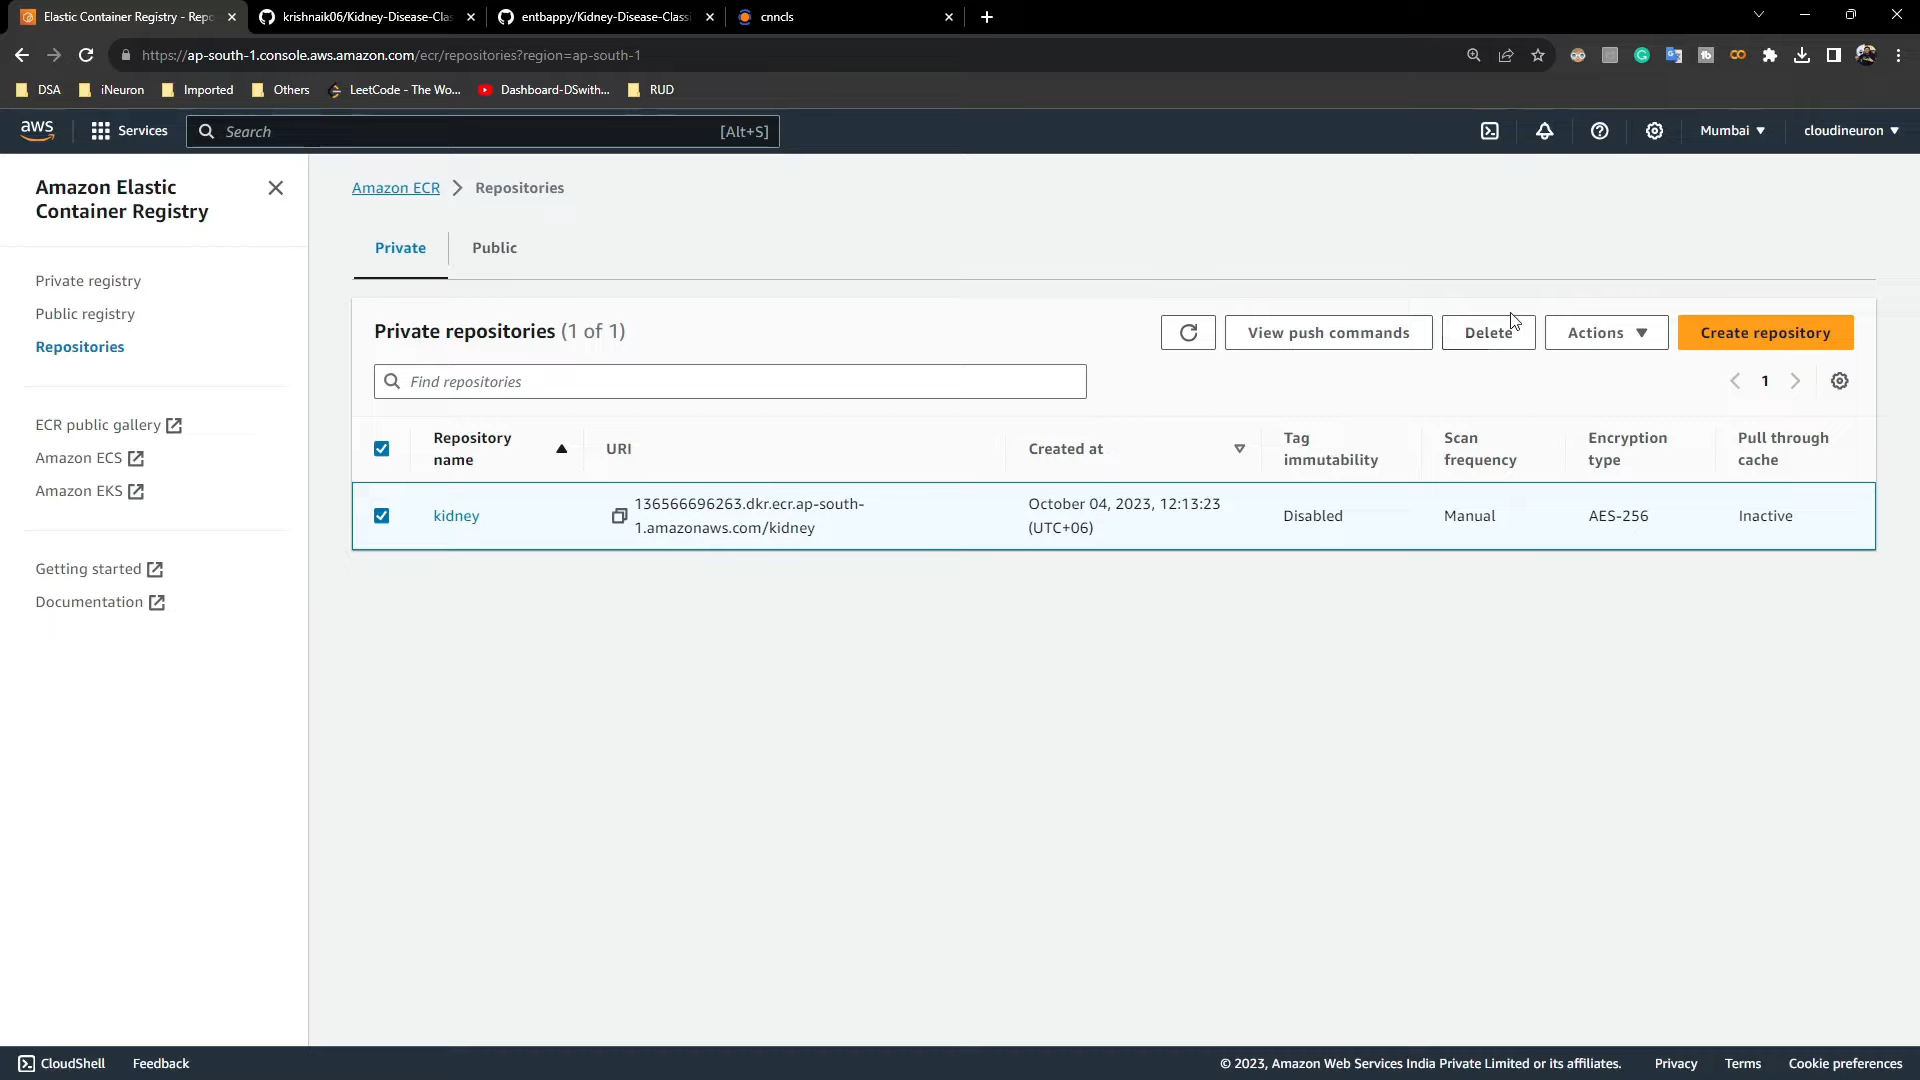 Elastic Container Registry - Repo
krishnaik06/Kidney-Disease-Clas
entbappy/Kidney-Disease-Classi
cnncls
https://ap-south-1.console.aws.amazon.com/ecr/repositories?region=ap-south-1
DSA
iNeuron
Imported
Others
LeetCode - The Wo...
Dashboard-DSwith...
RUD
aws
Services
Search
[Alt+S]
Mumbai
cloudineuron
Amazon Elastic
Container Registry
Private registry
Public registry
Repositories
ECR public gallery
Amazon ECS
Amazon EKS
Getting started
Documentation
Amazon ECR
Repositories
Private
Public
Private repositories (1 of 1)
View push commands
Delete
Actions
Create repository
Find repositories
1
Repository
name
URI
Created at
Tag
immutability
Scan
frequency
Encryption
type
Pull through
cache
kidney
136566696263.dkr.ecr.ap-south-
1.amazonaws.com/kidney
October 04, 2023, 12:13:23
(UTC+06)
Disabled
Manual
AES-256
Inactive
CloudShell
Feedback
© 2023, Amazon Web Services India Private Limited or its affiliates.
Privacy
Terms
Cookie preferences